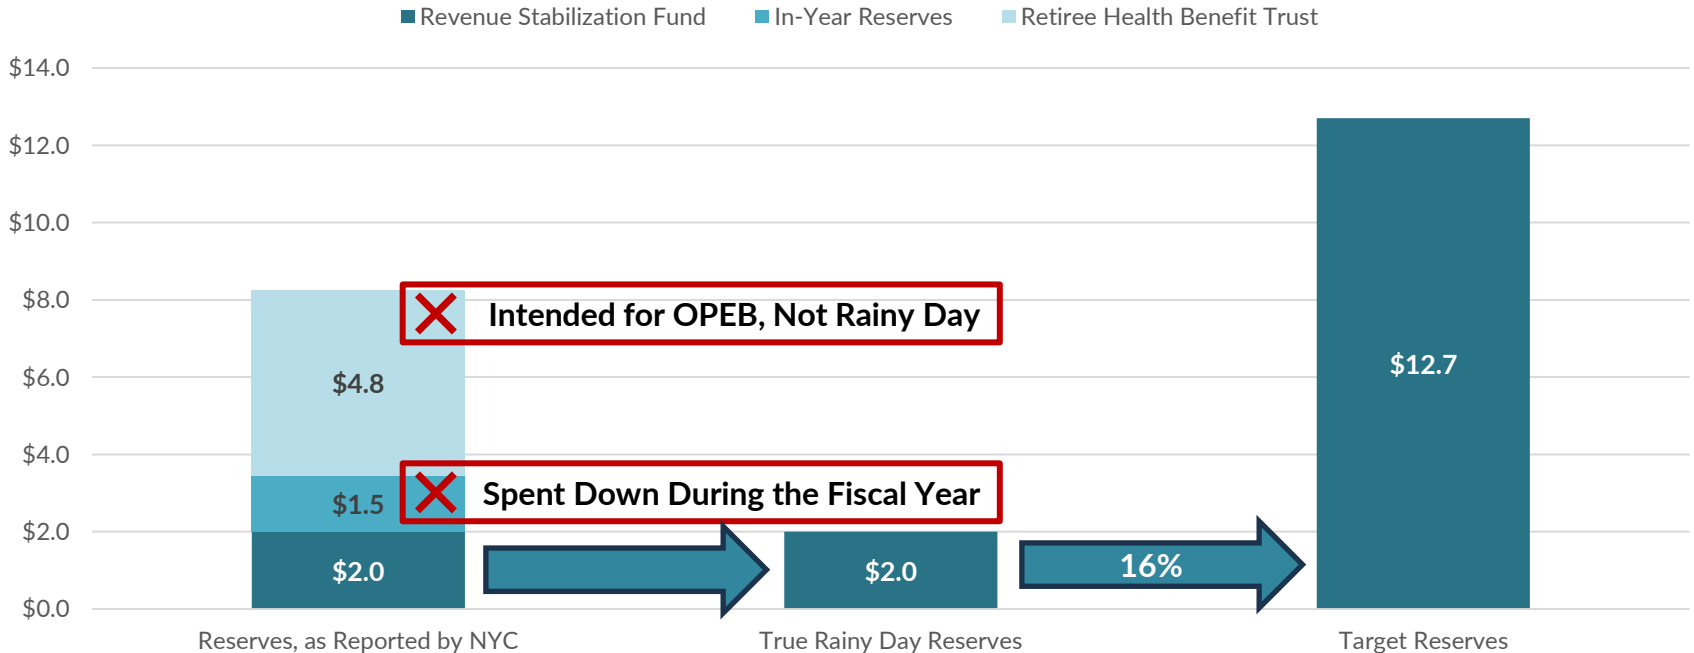 Revenue Stabilization Fund In-Year Reserves Retiree Health Benefit Trust
$14.0
$12.0
$10.0
$8.0
$6.0
$4.0
$2.0
$0.0
Intended for OPEB, Not Rainy Day
$4.8
$12.7
Spent Down During the Fiscal Year
$1.5
$2.0
$2.0
16%
Reserves, as Reported by NYC
True Rainy Day Reserves
Target Reserves